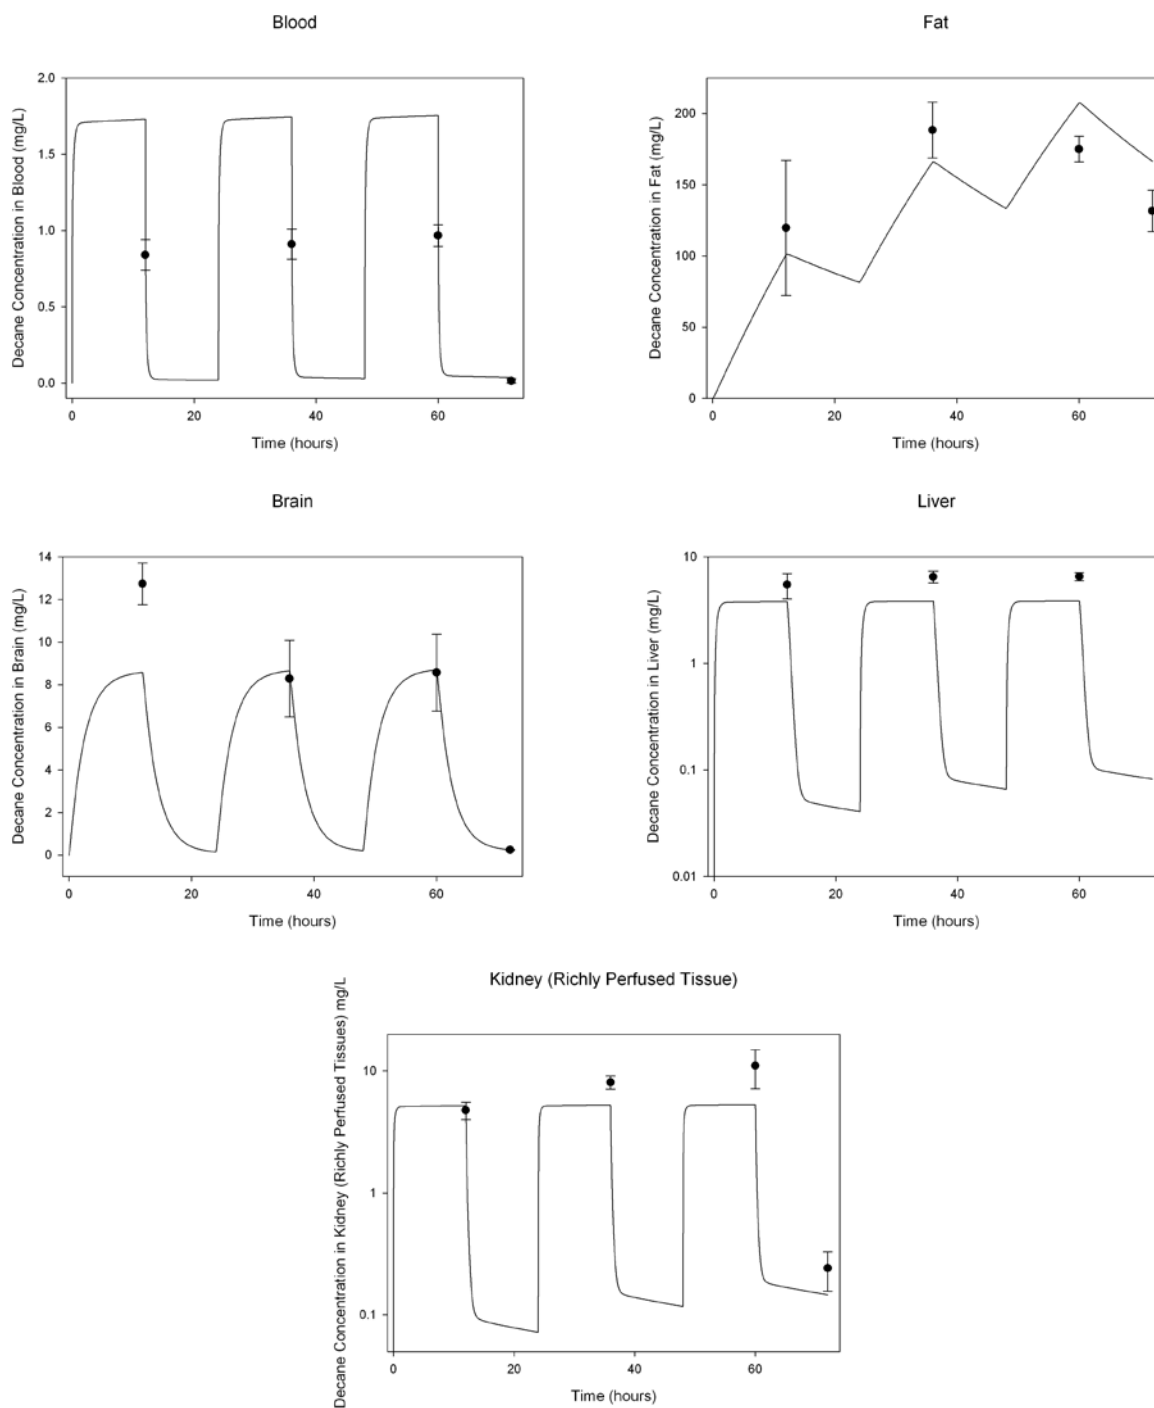 Blood
Decane Concentration in Blood (mg/L)
2.0
1.5
1.0
0.5
0.0
0 20 40 60
Time (hours)
Fat
Decane Concentration in Fat (mg/L)
200
150
100
50
0
0 20 40 60
Time (hours)
Brain
Decane Concentration in Brain (mg/L)
14
12
10
8
6
4
2
0
0 20 40 60
Time (hours)
Liver
Decane Concentration in Liver (mg/L)
10
1
0.1
0.01
0 20 40 60
Time (hours)
Kidney (Richly Perfused Tissue)
Decane Concentration in Kidney (Richly Perfused Tissues) mg/L
10
1
0.1
0 20 40 60
Time (hours)